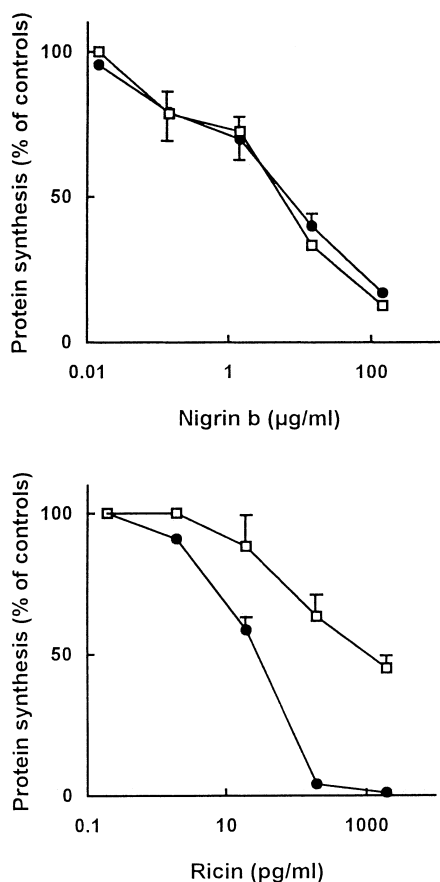 Protein synthesis (% of controls)
100
50
0
0.01 1 100
Nigrin b (µg/ml)
Protein synthesis (% of controls)
100
50
0
0.1 10 1000
Ricin (pg/ml)